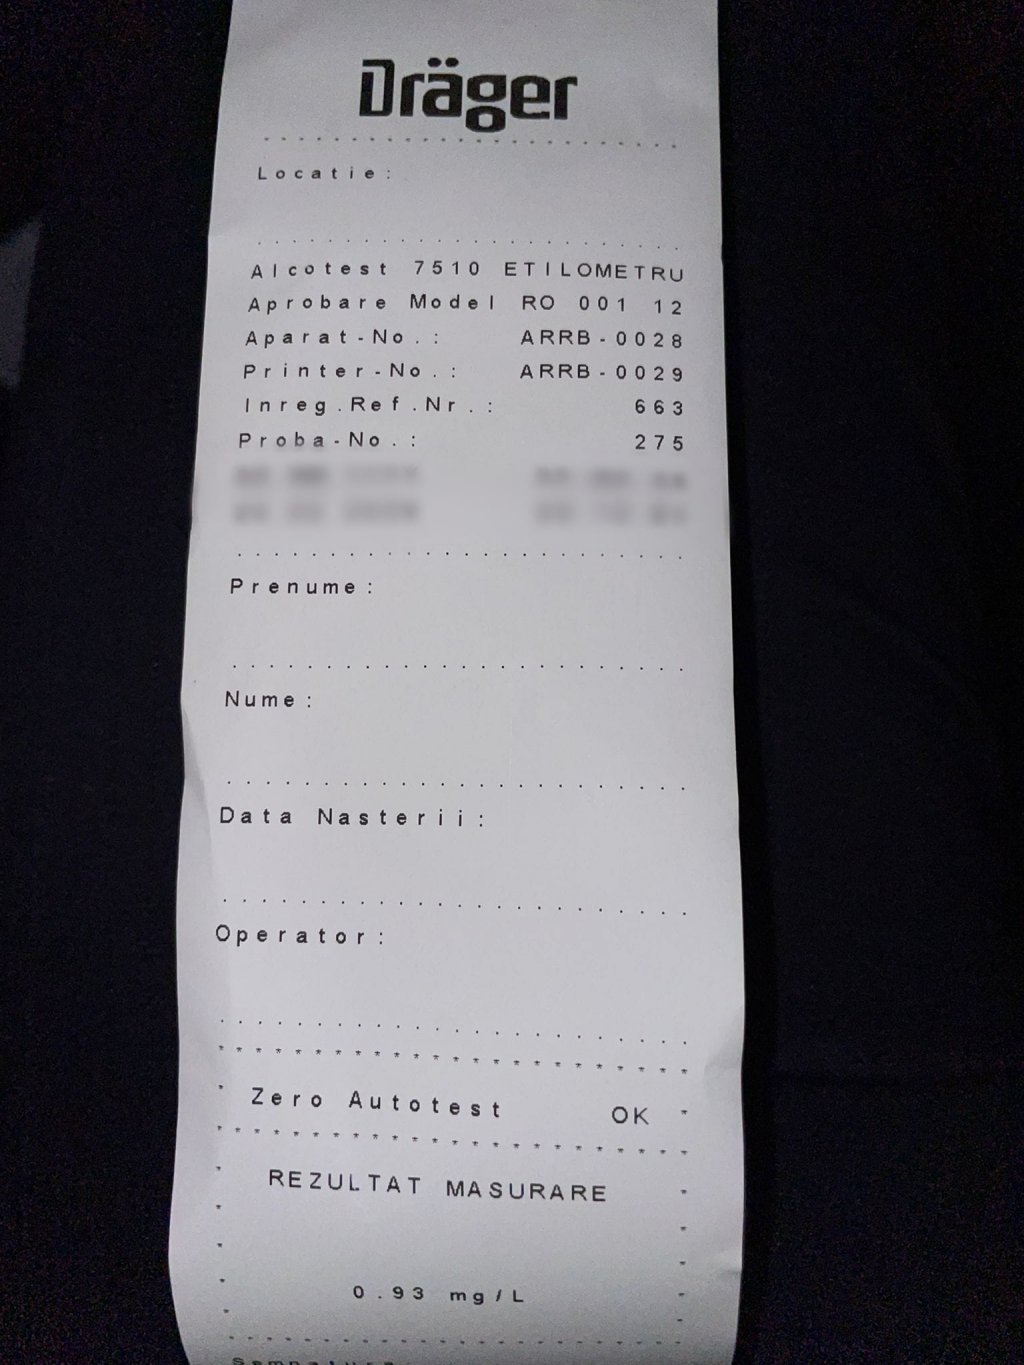 Dräger
Locatie:
Alcotest 7510 ETILOMETRU
Aprobare Model RO 001 12
Aparat-No.: ARRB-0028
Printer-No.: ARRB-0029
Inreg.Ref.Nr.: 663
Proba-No.: 275
Prenume:
Nume:
Data Nasterii:
Operator:
Zero Autotest OK
REZULTAT MASURARE
0.93 mg/L